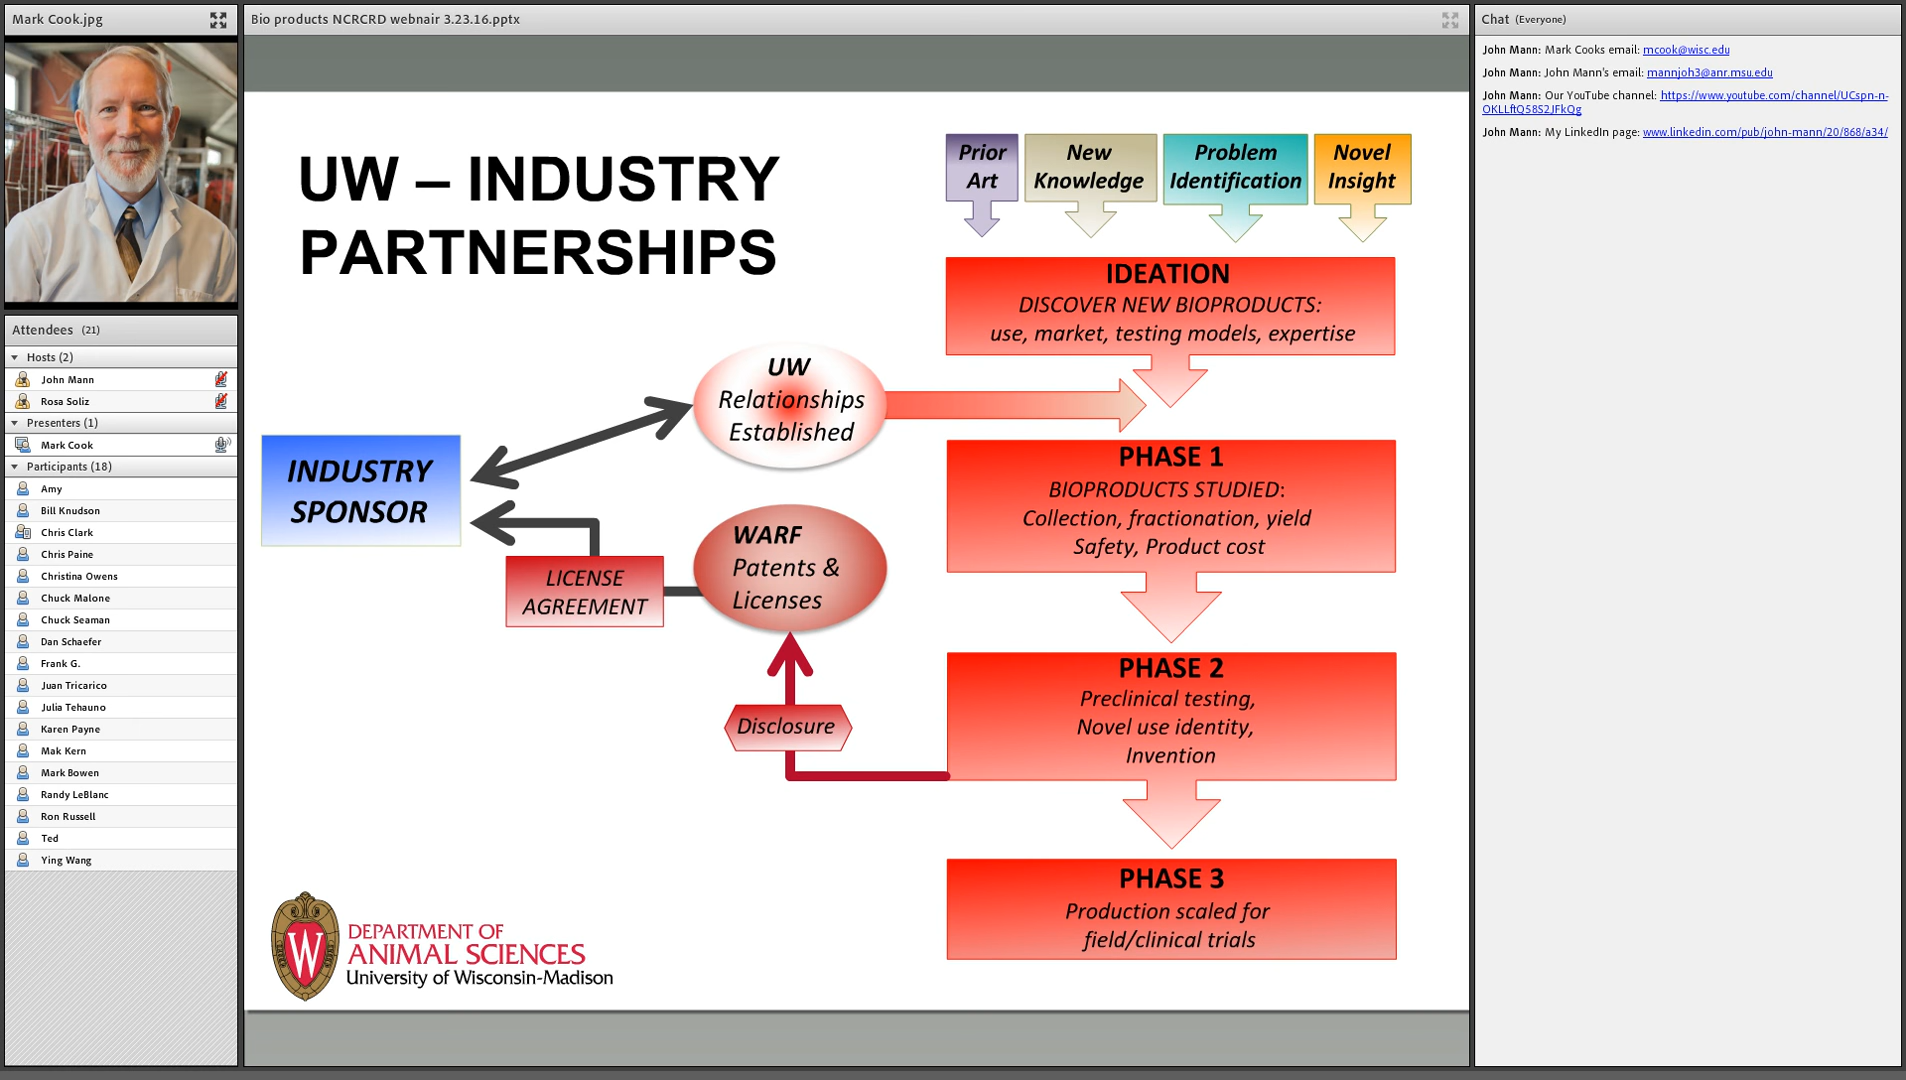 Mark Cook.jpg
Attendees (21)
Hosts (2)
John Mann
Rosa Soliz
Presenters (1)
Mark Cook
Participants (18)
Amy
Bill Knudson
Chris Clark
Chris Paine
Christina Owens
Chuck Malone
Chuck Seaman
Dan Schaefer
Frank G.
Juan Tricarico
Julia Tehauno
Karen Payne
Mak Kern
Mark Bowen
Randy LeBlanc
Ron Russell
Ted
Ying Wang
Bio products NCRCRD webnair 3.23.16.pptx
UW – INDUSTRY
PARTNERSHIPS
Prior
Art
New
Knowledge
Problem
Identification
Novel
Insight
IDEATION
DISCOVER NEW BIOPRODUCTS:
use, market, testing models, expertise
UW
Relationships
Established
INDUSTRY
SPONSOR
PHASE 1
BIOPRODUCTS STUDIED:
Collection, fractionation, yield
Safety, Product cost
WARF
Patents &
Licenses
LICENSE
AGREEMENT
PHASE 2
Preclinical testing,
Novel use identity,
Invention
Disclosure
PHASE 3
Production scaled for
field/clinical trials
W
DEPARTMENT OF
ANIMAL SCIENCES
University of Wisconsin-Madison
Chat (Everyone)
John Mann: Mark Cooks email: mcook@wisc.edu
John Mann: John Mann's email: mannjoh3@anr.msu.edu
John Mann: Our YouTube channel: https://www.youtube.com/channel/UCspn-n-
OKLLftQ58S2JFkQg
John Mann: My LinkedIn page: www.linkedin.com/pub/john-mann/20/868/a34/